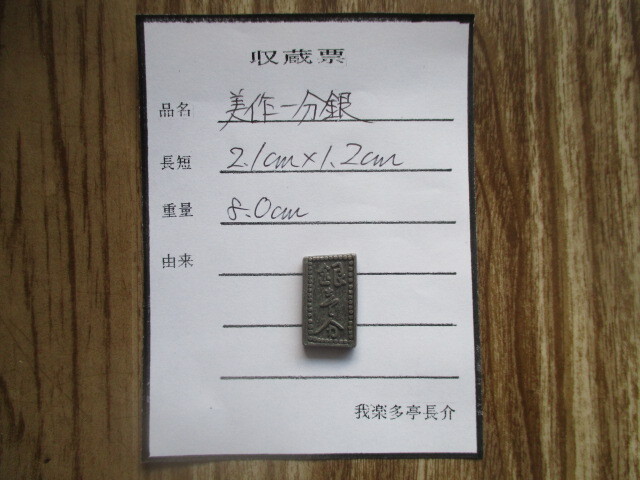 収蔵票
品名 美作一分銀
長短 2.1cm×1.2cm
重量 8.0cm
由来
銀壱分
我楽多亭長介